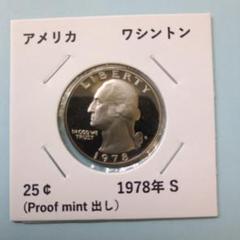 アメリカ ワシントン
LIBERTY
IN GOD WE
TRUST
1978
25¢ 1978年 S
(Proof mint 出し)